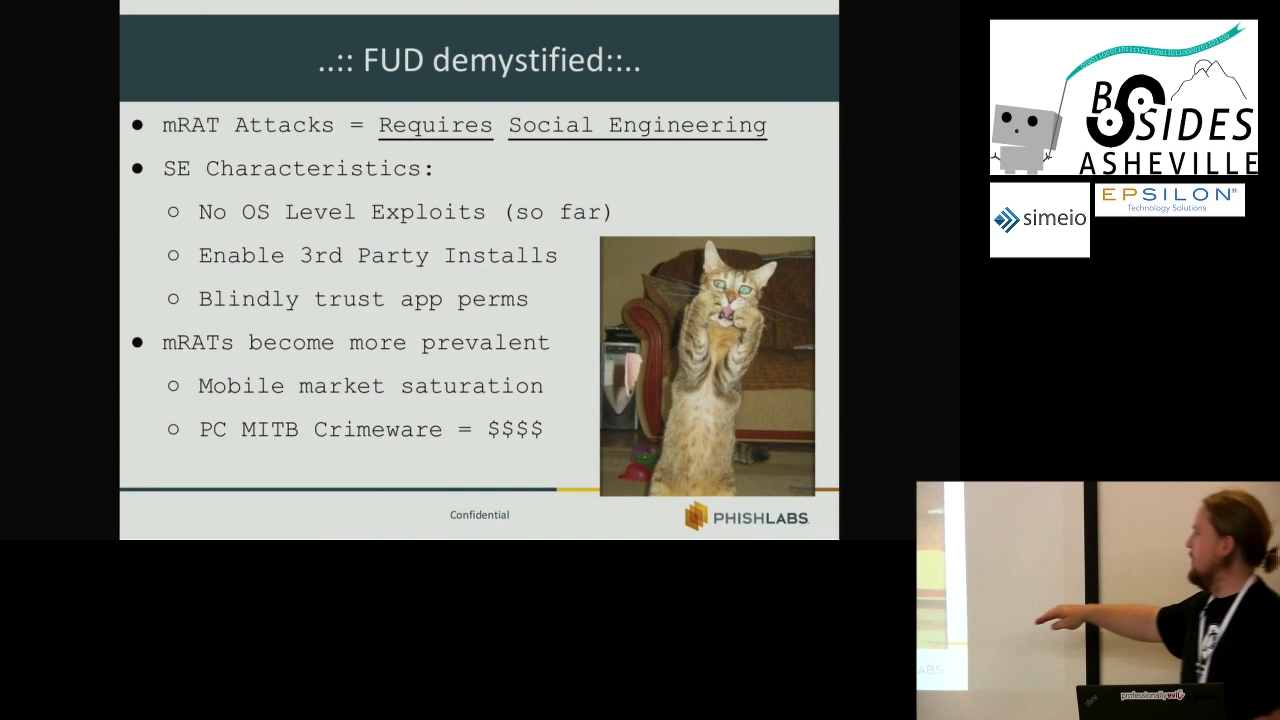 ..:: FUD demystified::..
● mRAT Attacks = Requires Social Engineering
● SE Characteristics:
○ No OS Level Exploits (so far)
○ Enable 3rd Party Installs
○ Blindly trust app perms
● mRATs become more prevalent
○ Mobile market saturation
○ PC MITB Crimeware = $$$$
Confidential
PHISHLABS
BSIDES
ASHEVILLE
simeio
EPSILON®
Technology Solutions
ABS
professionallyevil